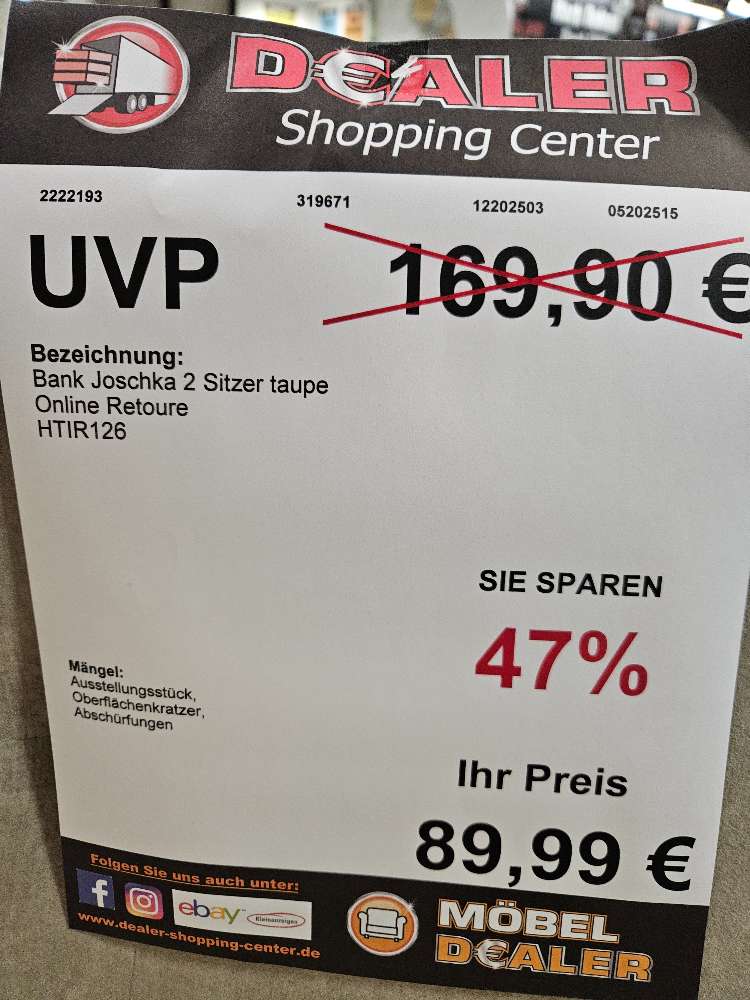 DEALER
Shopping Center
2222193 319671 12202503 05202515
UVP 169,90 €
Bezeichnung:
Bank Joschka 2 Sitzer taupe
Online Retoure
HTIR126
SIE SPAREN
47%
Mängel:
Ausstellungsstück,
Oberflächenkratzer,
Abschürfungen
Ihr Preis
89,99 €
Folgen Sie uns auch unter:
ebay Kleinanzeigen
www.dealer-shopping-center.de
MÖBEL
DEALER